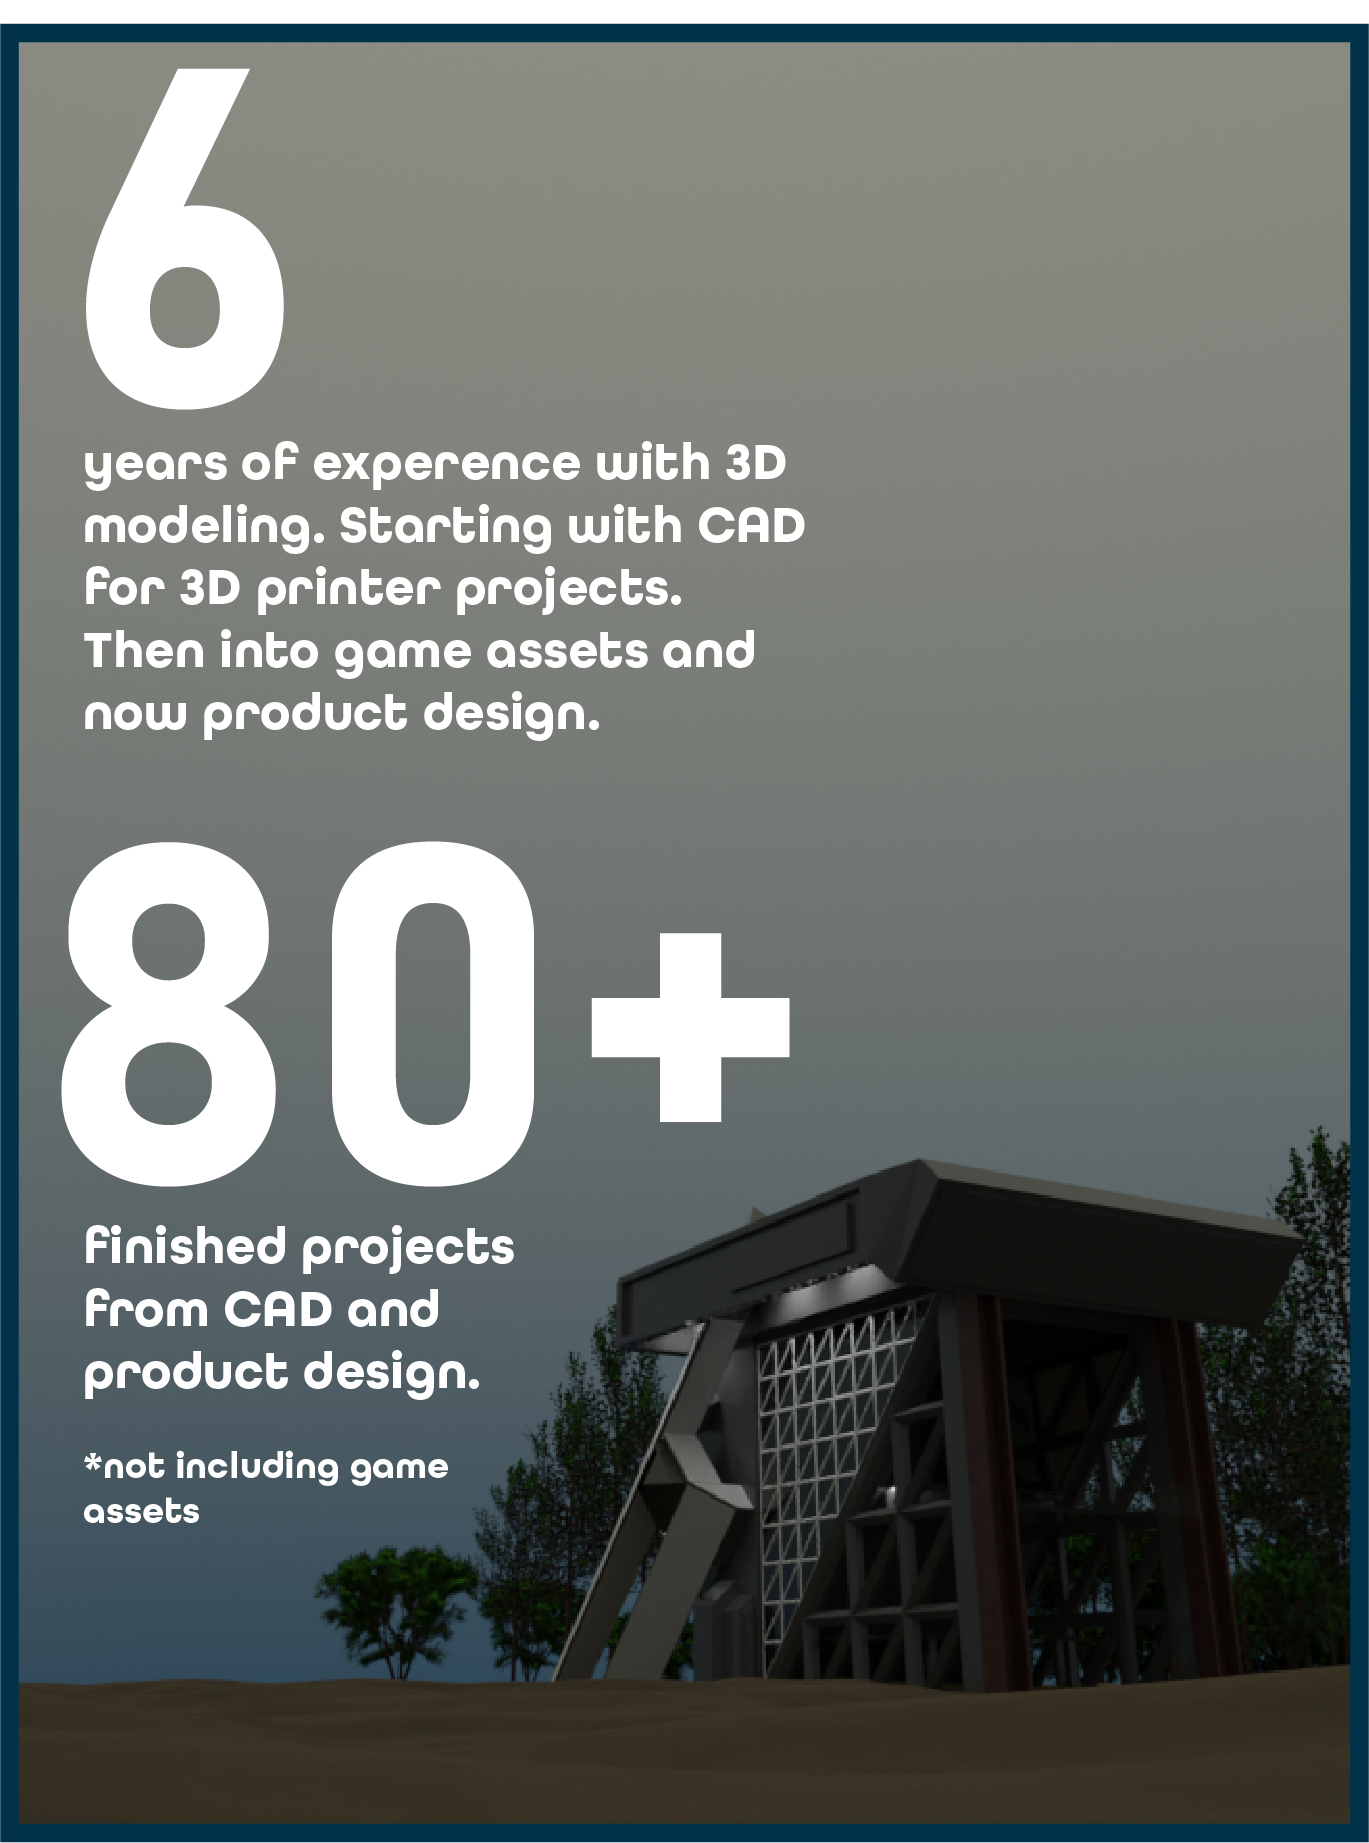 6
years of experence with 3D
modeling. Starting with CAD
for 3D printer projects.
Then into game assets and
now product design.
80+
finished projects
from CAD and
product design.
*not including game
assets